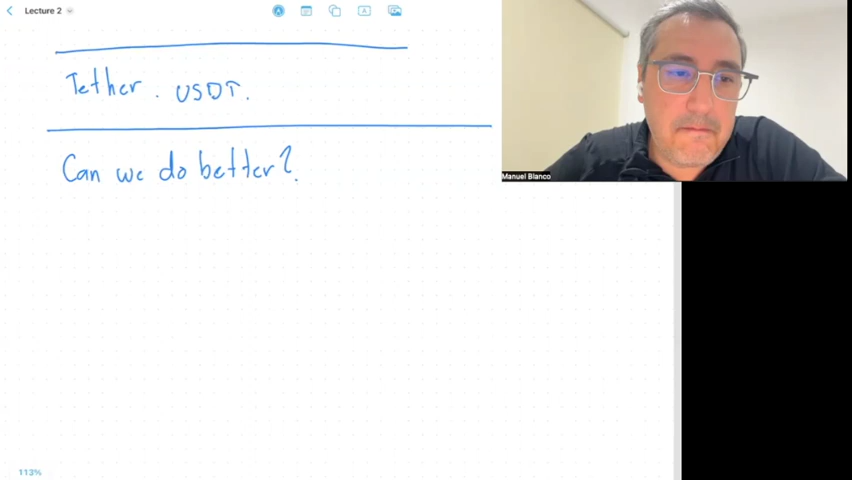 Lecture 2
Tether. USDT.
Can we do better?
Manuel Blanco
113%